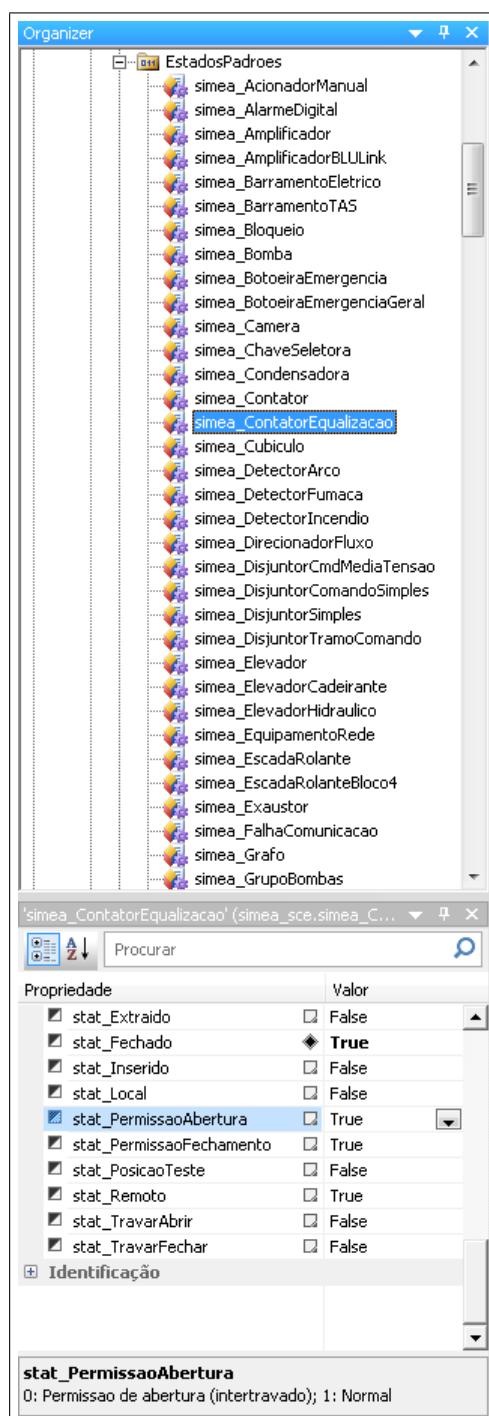 Organizer
EstadosPadroes
simea_AcionadorManual
simea_AlarmeDigital
simea_Amplificador
simea_AmplificadorBLULink
simea_BarramentoEletrico
simea_BarramentoTAS
simea_Bloqueio
simea_Bomba
simea_BotoeiraEmergencia
simea_BotoeiraEmergenciaGeral
simea_Camera
simea_ChaveSeletora
simea_Condensadora
simea_Contator
simea_ContatorEqualizacao
simea_Cubiculo
simea_DetectorArco
simea_DetectorFumaca
simea_DetectorIncendio
simea_DirecionadorFluxo
simea_DisjuntorCmdMediaTensao
simea_DisjuntorComandoSimples
simea_DisjuntorSimples
simea_DisjuntorTramoComando
simea_Elevador
simea_ElevadorCadeirante
simea_ElevadorHidraulico
simea_EquipamentoRede
simea_EscadaRolante
simea_EscadaRolanteBloco4
simea_Exaustor
simea_FalhaComunicacao
simea_Grafo
simea_GrupoBombas
'simea_ContatorEqualizacao' (simea_sce.simea_C...
Procurar
Propriedade Valor
stat_Extraido False
stat_Fechado True
stat_Inserido False
stat_Local False
stat_PermissaoAbertura True
stat_PermissaoFechamento True
stat_PosicaoTeste False
stat_Remoto True
stat_TravarAbrir False
stat_TravarFechar False
Identificação
stat_PermissaoAbertura
0: Permissao de abertura (intertravado); 1: Normal